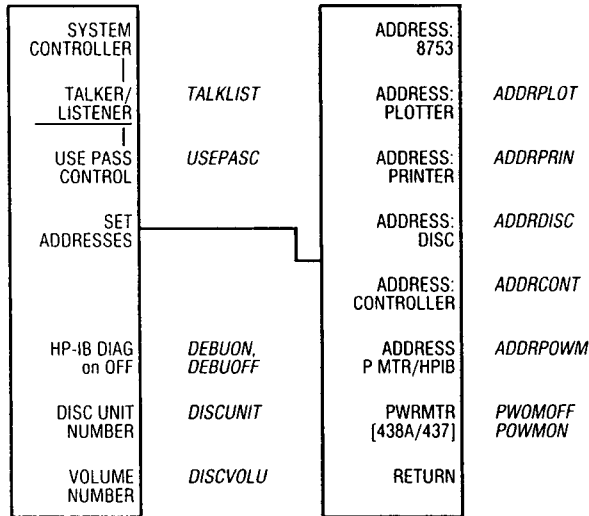 SYSTEM
CONTROLLER
TALKER/
LISTENER
TALKLIST
USE PASS
CONTROL
USEPASC
SET
ADDRESSES
HP-IB DIAG
on OFF
DEBUON,
DEBUOFF
DISC UNIT
NUMBER
DISCUNIT
VOLUME
NUMBER
DISCVOLU
ADDRESS:
8753
ADDRESS:
PLOTTER
ADDRPLOT
ADDRESS:
PRINTER
ADDRPRIN
ADDRESS:
DISC
ADDRDISC
ADDRESS:
CONTROLLER
ADDRCONT
ADDRESS
P MTR/HPIB
ADDRPOWM
PWRMTR
[438A/437]
PWOMOFF
POWMON
RETURN